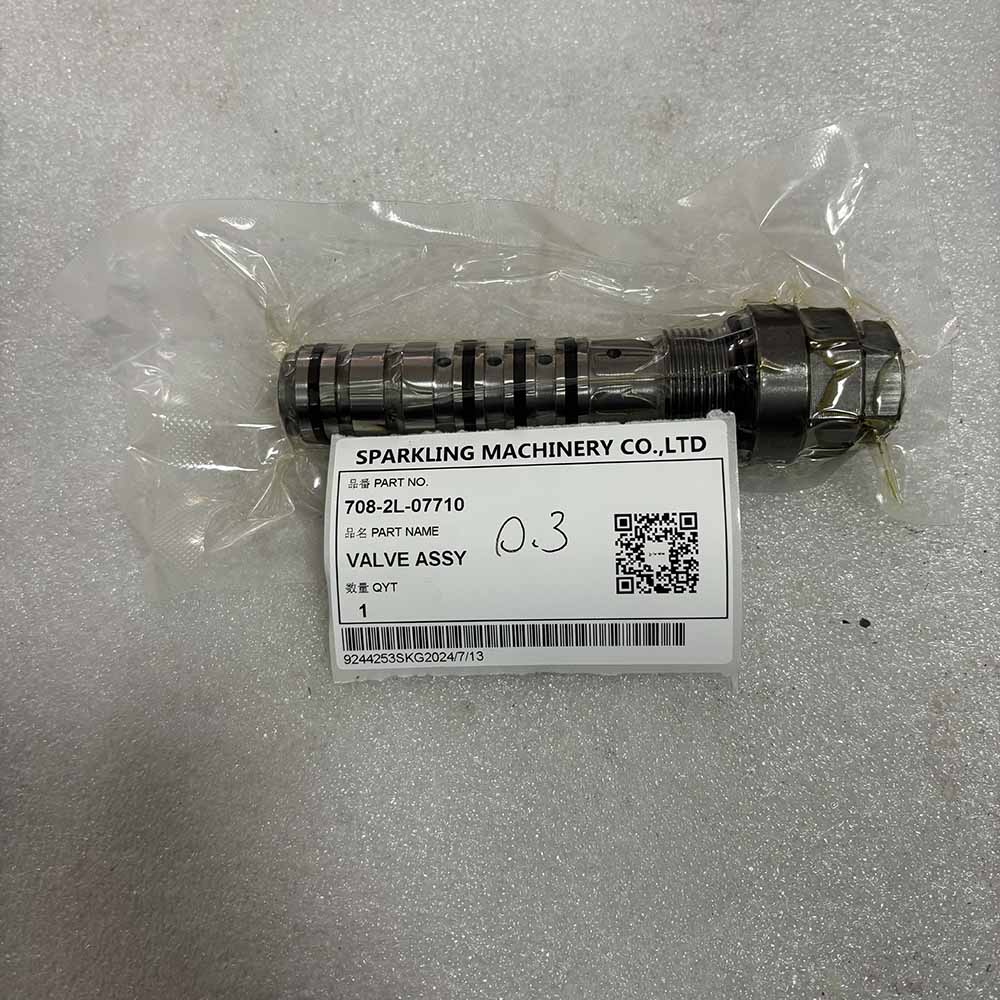 SPARKLING MACHINERY CO.,LTD
品番 PART NO.
708-2L-07710
品名 PART NAME
VALVE ASSY
0.3
数量 QYT
1
9244253SKG2024/7/13